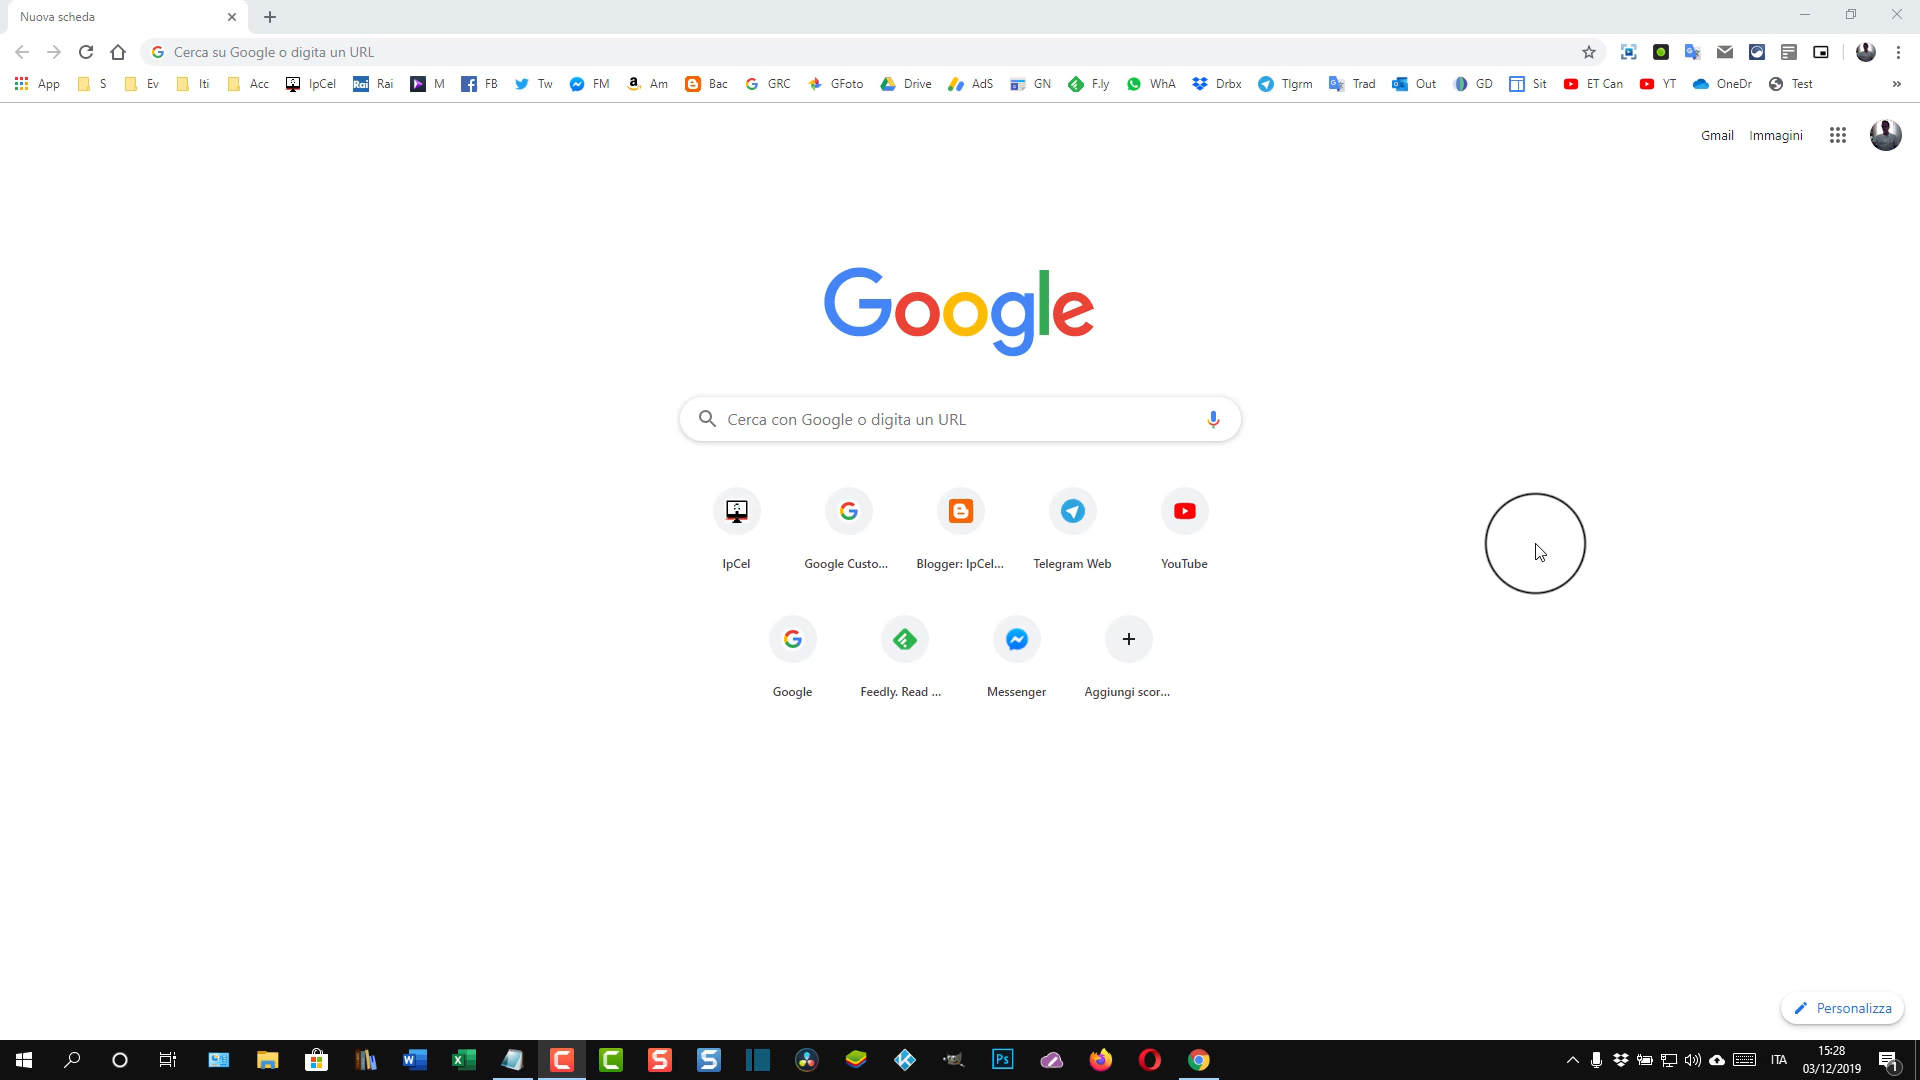 Nuova scheda
Cerca su Google o digita un URL
App S Ev Iti Acc IpCel Rai Rai M FB Tw FM Am Bac GRC GFoto Drive AdS GN F.ly WhA Drbx Tlgrm Trad Out GD Sit ET Can YT OneDr Test
Gmail Immagini
Google
Cerca con Google o digita un URL
IpCel Google Custo... Blogger: IpCel... Telegram Web YouTube
Google Feedly. Read ... Messenger Aggiungi scor...
Personalizza
Ps
ITA
15:28
03/12/2019
1